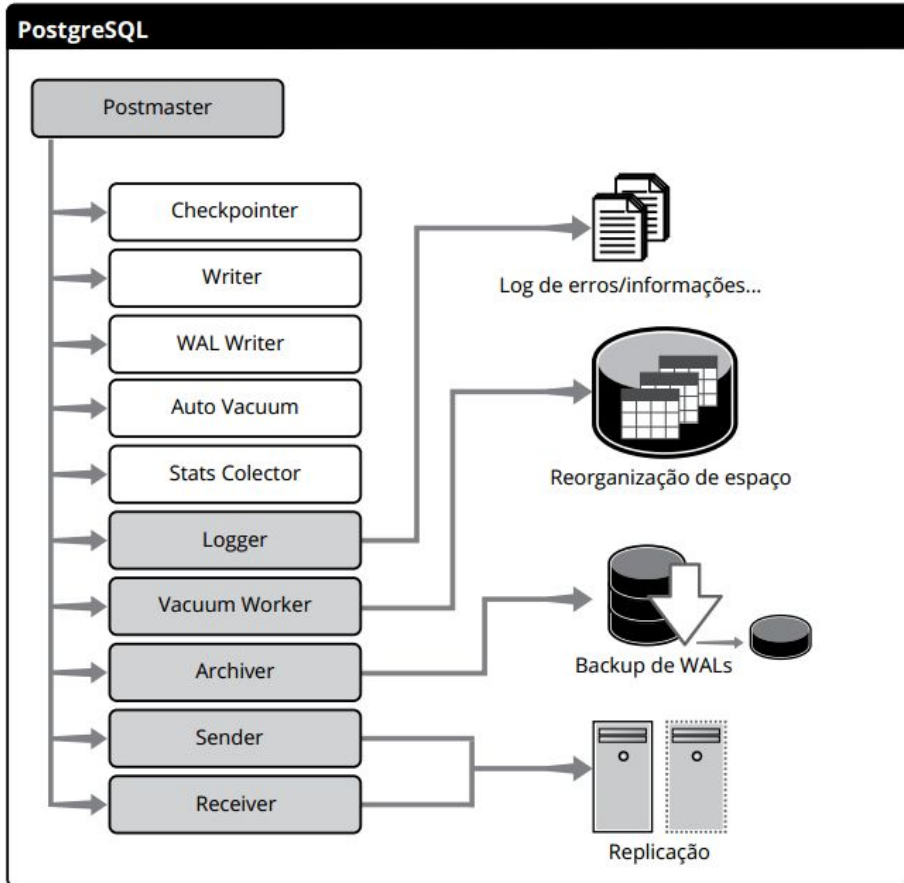 PostgreSQL
Postmaster
Checkpointer
Writer
WAL Writer
Auto Vacuum
Stats Colector
Logger
Vacuum Worker
Archiver
Sender
Receiver
Log de erros/informações...
Reorganização de espaço
Backup de WALs
Replicação